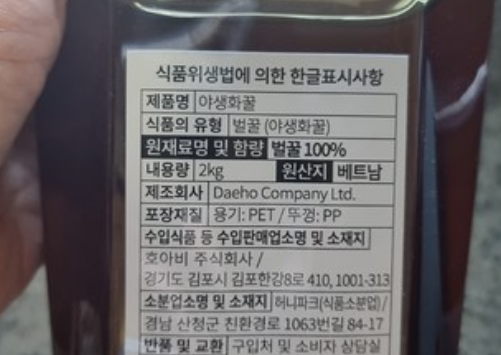 식품위생법에 의한 한글표시사항
제품명 야생화꿀
식품의 유형 벌꿀 (야생화꿀)
원재료명 및 함량 벌꿀 100%
내용량 2kg 원산지 베트남
제조회사 Daeho Company Ltd.
포장재질 용기: PET / 뚜껑: PP
수입식품 등 수입판매업소명 및 소재지
호아비 주식회사 /
경기도 김포시 김포한강8로 410, 1001-313
소분업소명 및 소재지 허니파크(식품소분업) /
경남 산청군 친환경로 1063번길 84-17
반품 및 교환 구입처 및 소비자 상담실